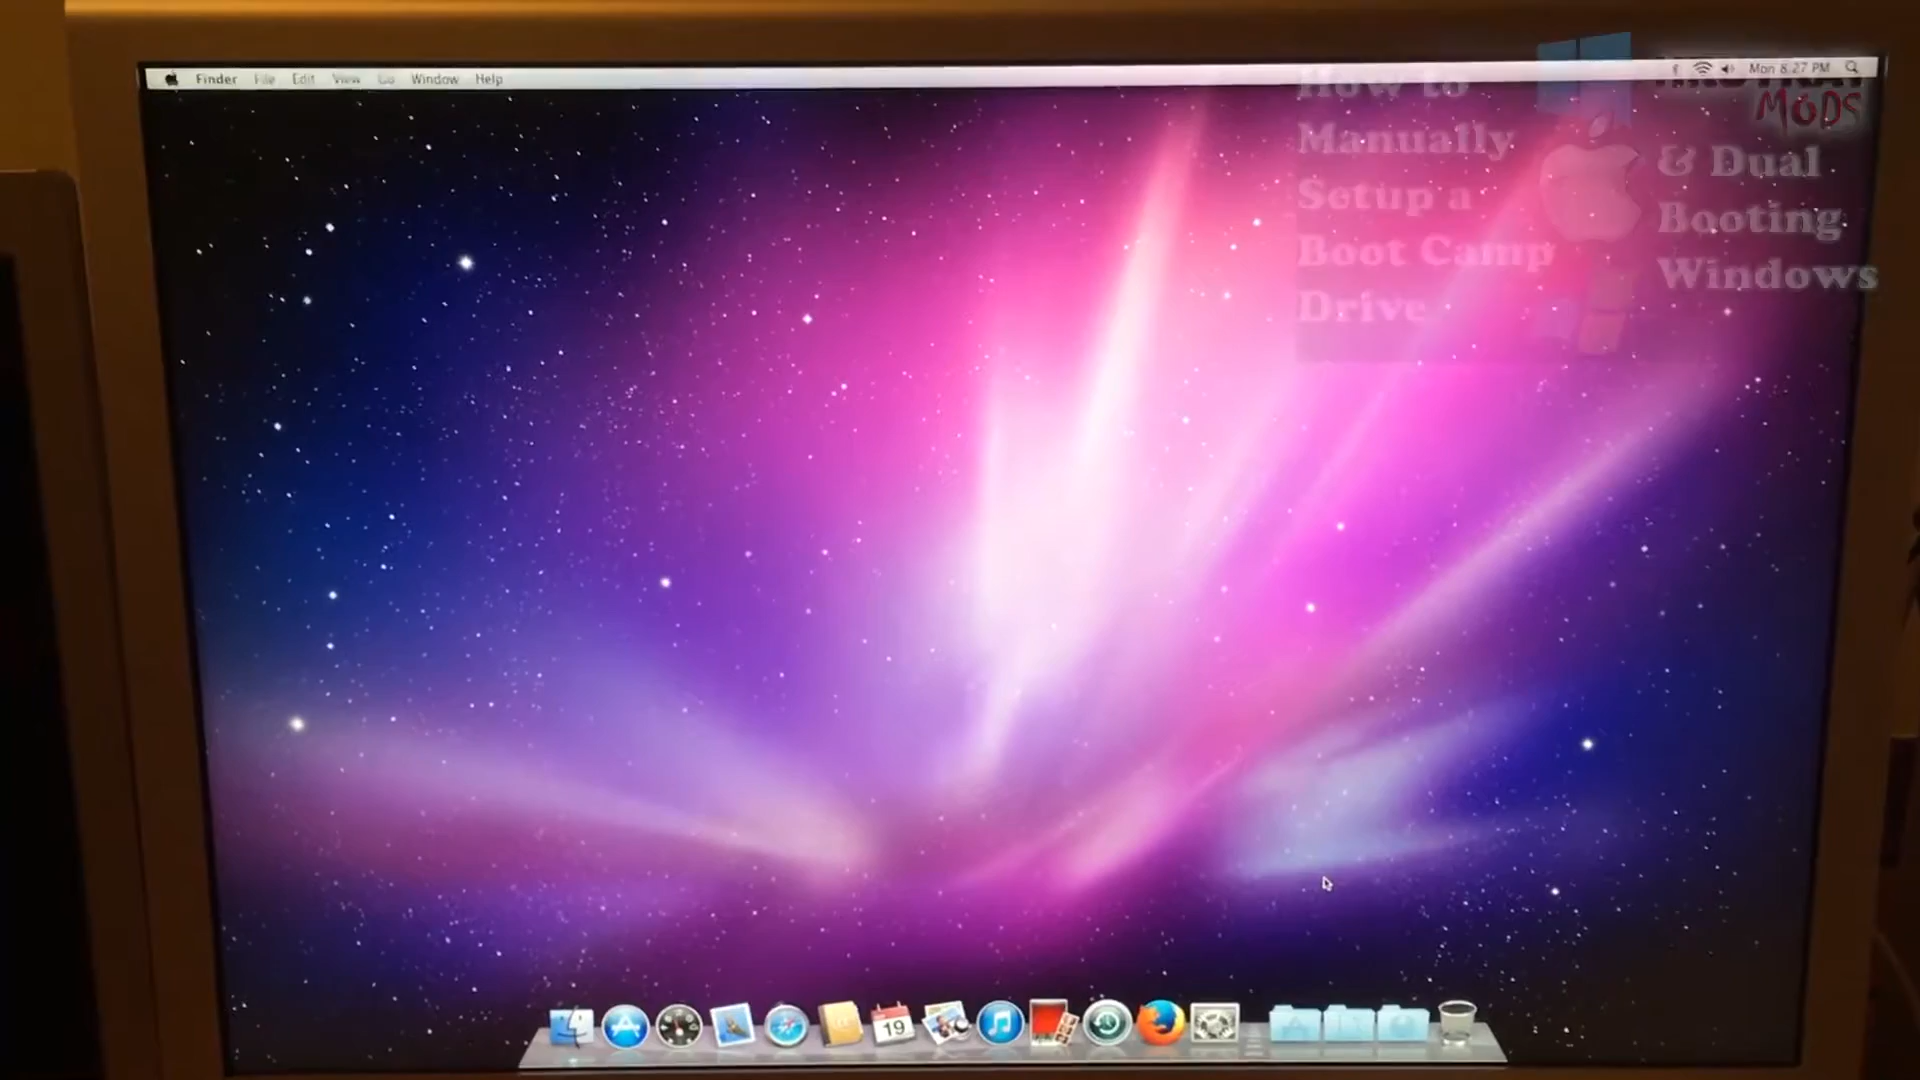 Finder File Edit View Go Window Help
Mon 8:27 PM
MODS
How to
Manually
Setup a
Boot Camp
Drive
& Dual
Booting
Windows
19